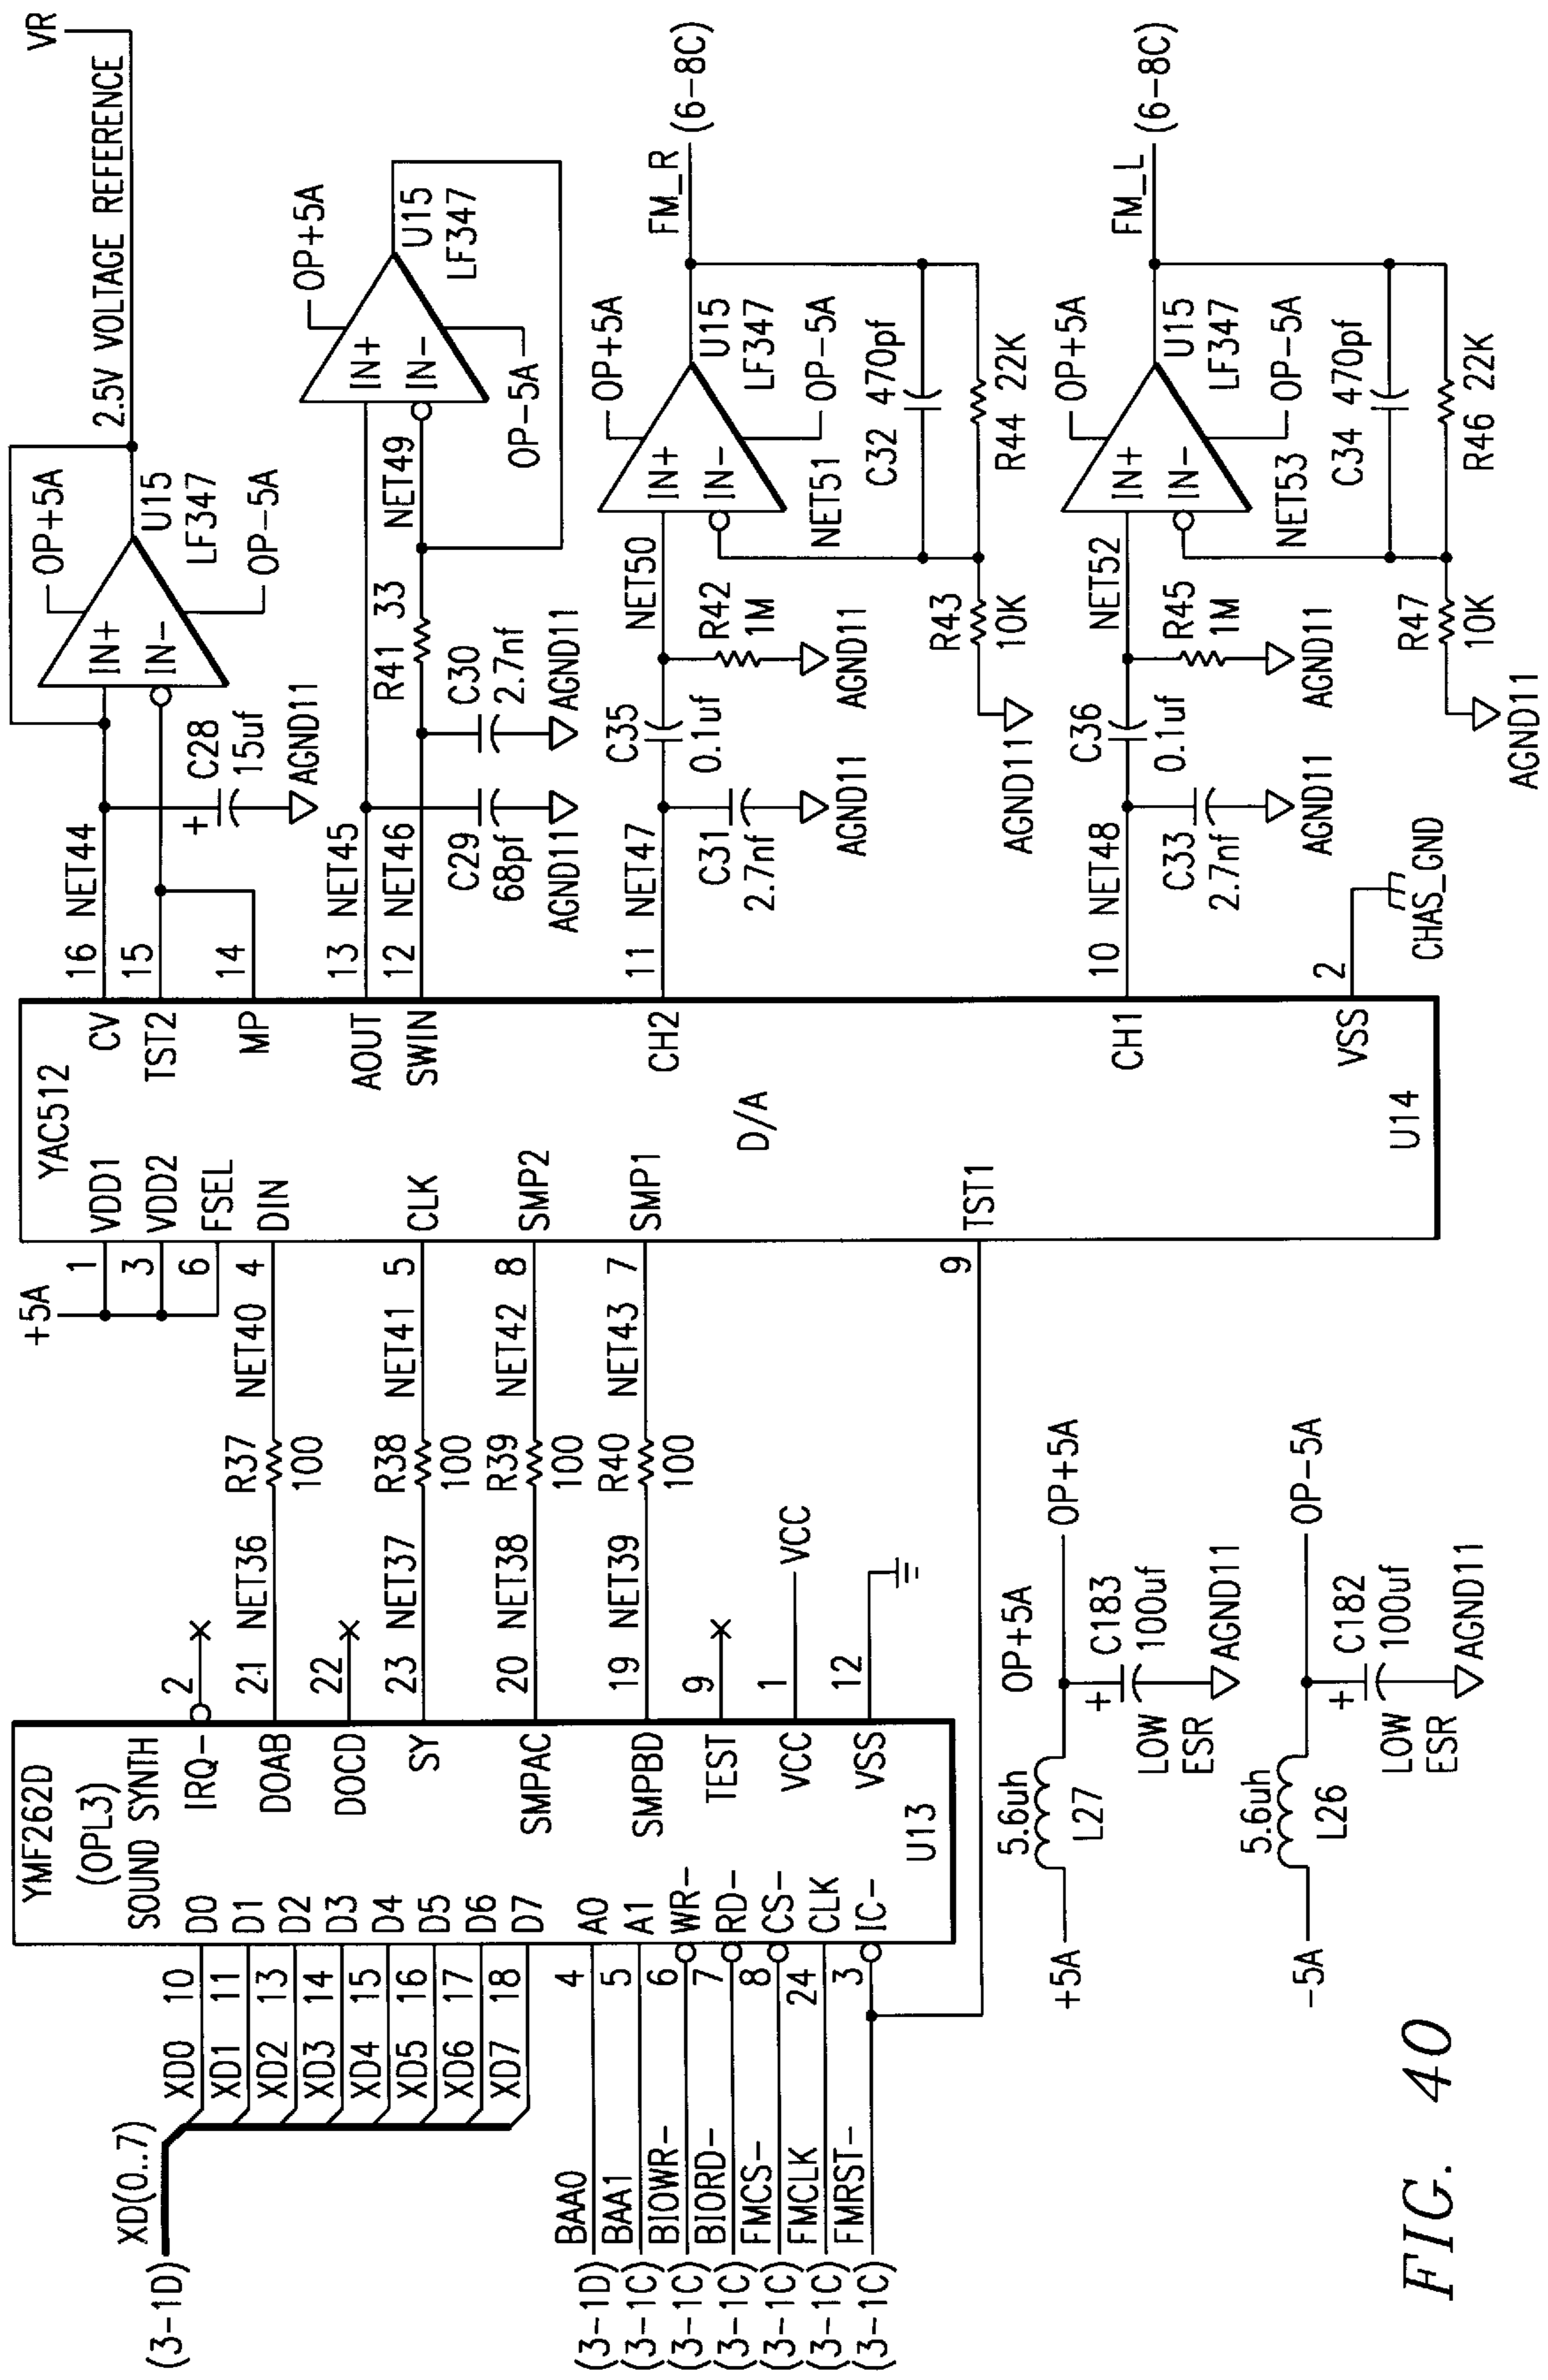 (3-1D)
XD(0..7)
XD0 10
XD1 11
XD2 13
XD3 14
XD4 15
XD5 16
XD6 17
XD7 18
(3-1D) BAA0 4
(3-1C) BAA1 5
(3-1C) BIOWR- 6
(3-1C) BIORD- 7
(3-1C) FMCS- 8
(3-1C) FMCLK 24
(3-1C) FMRST- 3
YMF262D
(OPL3)
SOUND SYNTH
D0
D1
D2
D3
D4
D5
D6
D7
A0
A1
WR-
RD-
CS-
CLK
IC-
IRQ-
DOAB
DOCD
SY
SMPAC
SMPBD
TEST
VCC
VSS
U13
2
21 NET36
22
23 NET37
20 NET38
19 NET39
9
1
VCC
12
R37
100
R38
100
R39
100
R40
100
+5A
1
3
6
NET40 4
NET41 5
NET42 8
NET43 7
9
YAC512
VDD1
VDD2
FSEL
DIN
CLK
SMP2
SMP1
TST1
D/A
CV
TST2
MP
AOUT
SWIN
CH2
CH1
VSS
U14
16 NET44
15
14
13 NET45
12 NET46
11 NET47
10 NET48
2
CHAS_GND
+
C28
15uf
AGND11
IN+
IN-
OP+5A
U15
LF347
OP-5A
2.5V VOLTAGE REFERENCE
VR
C29
68pf
AGND11
C30
2.7nf
AGND11
R41 33
NET49
IN+
IN-
OP+5A
U15
LF347
OP-5A
C31
2.7nf
AGND11
C35
0.1uf
NET50
R42
1M
AGND11
IN+
IN-
NET51
OP+5A
U15
LF347
OP-5A
C32 470pf
R44 22K
R43
10K
AGND11
FM_R (6-8C)
C33
2.7nf
AGND11
C36
0.1uf
NET52
R45
1M
AGND11
IN+
IN-
NET53
OP+5A
U15
LF347
OP-5A
C34 470pf
R46 22K
R47
10K
AGND11
FM_L (6-8C)
+5A
5.6uh
L27
OP+5A
OP+5A
+
C183
100uf
LOW
ESR
AGND11
-5A
5.6uh
L26
OP-5A
+
C182
100uf
LOW
ESR
AGND11
FIG. 40